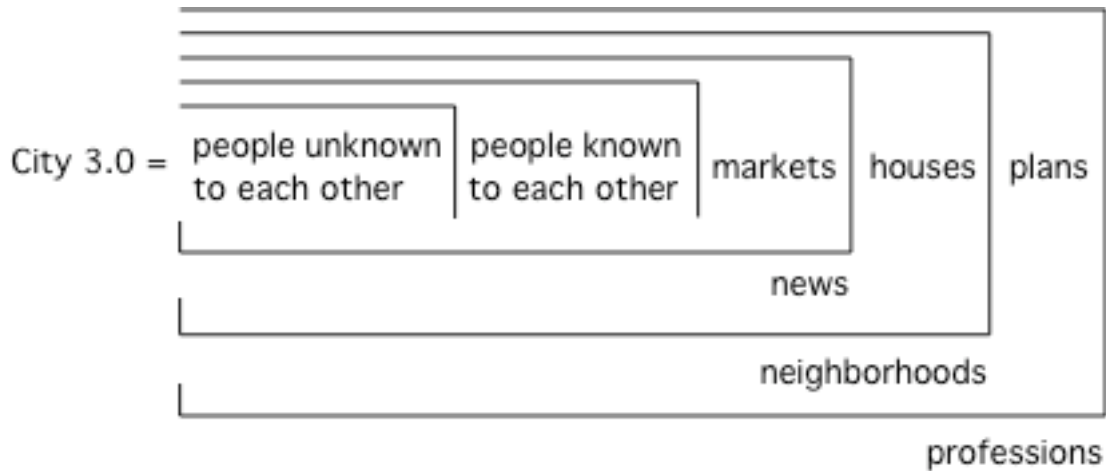 City 3.0 =
people unknown
to each other
people known
to each other
markets
houses
plans
news
neighborhoods
professions